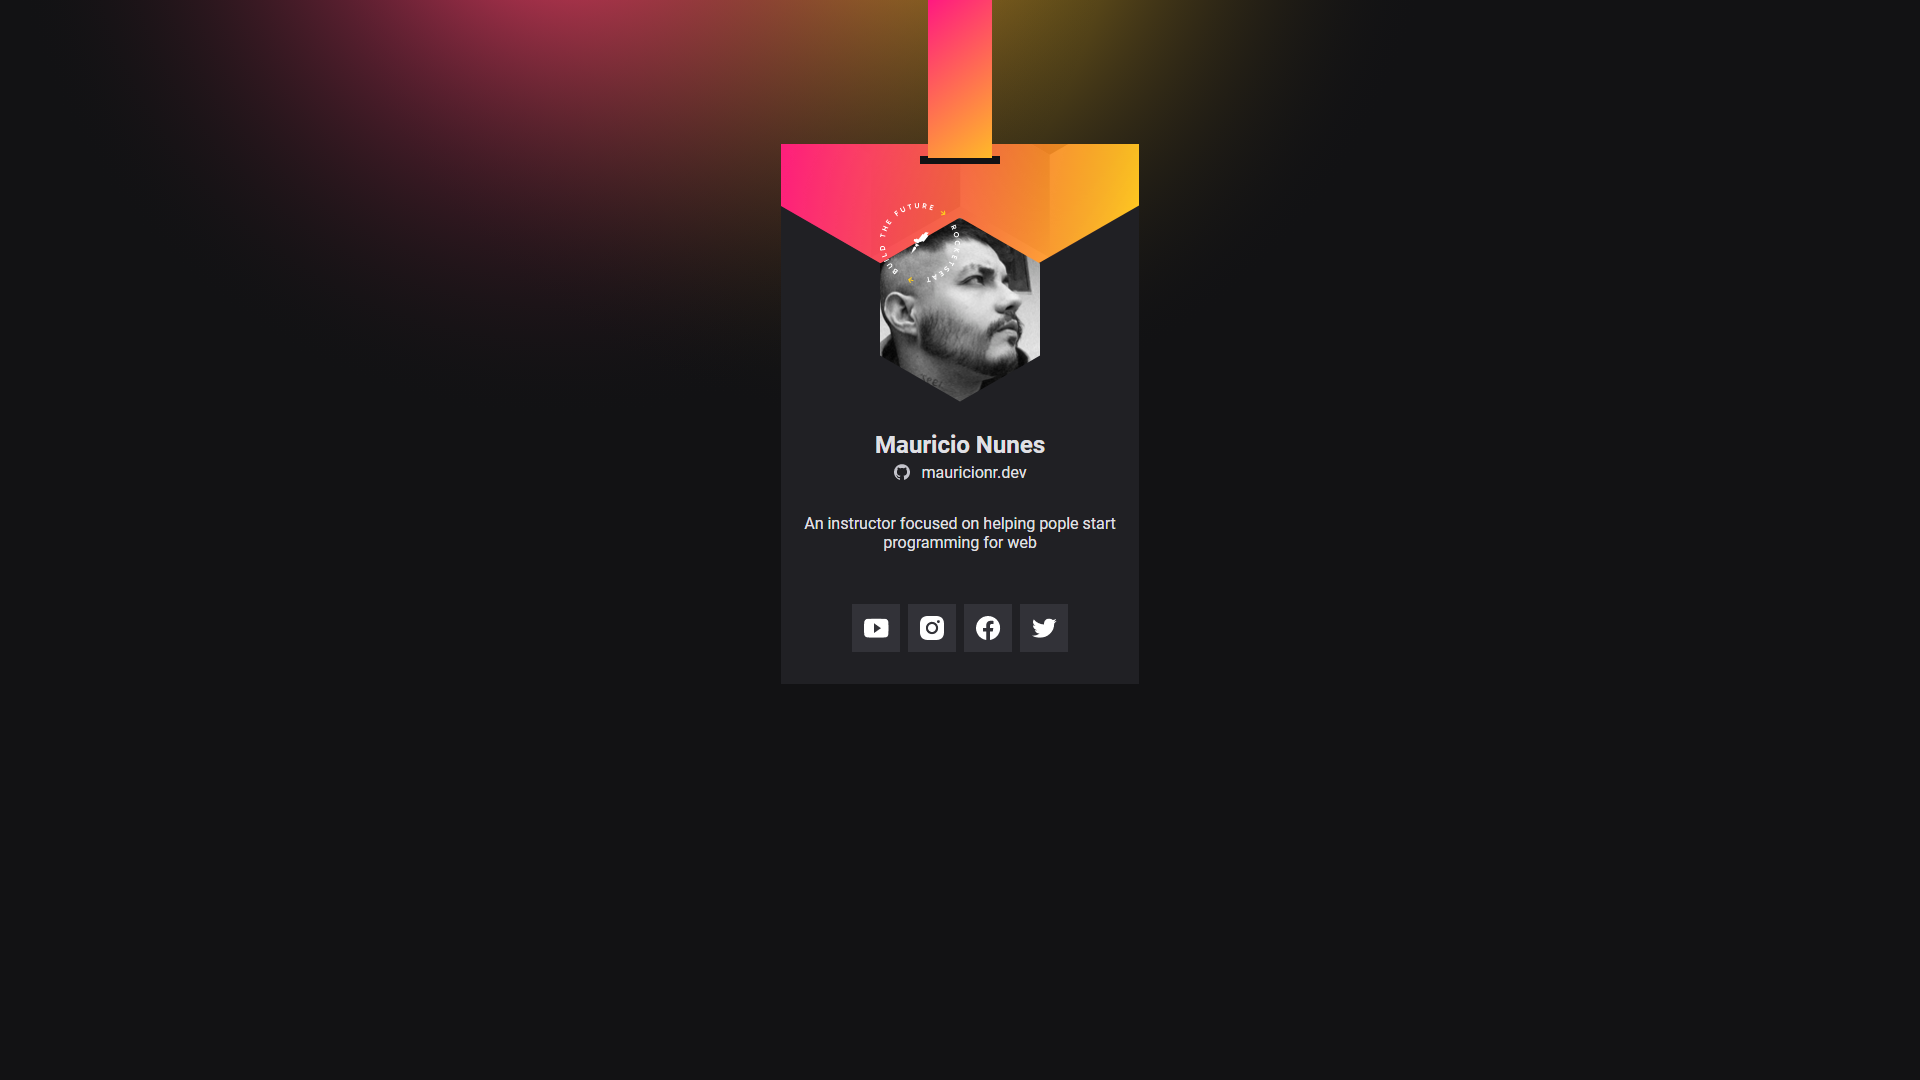 BUILD THE FUTURE
ROCKETSEAT
Mauricio Nunes
mauricionr.dev
An instructor focused on helping pople start
programming for web